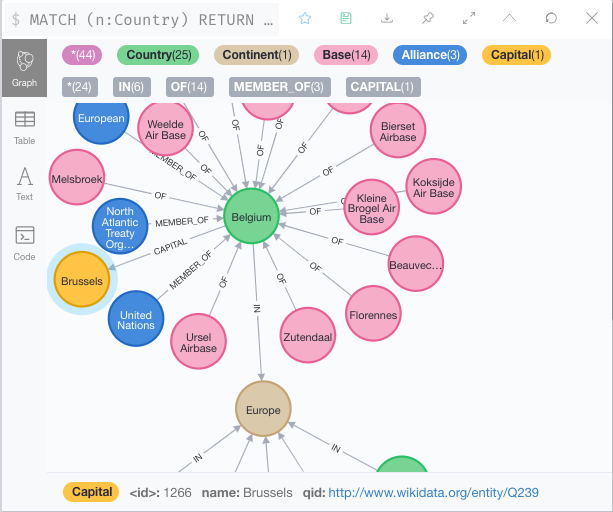 $ MATCH (n:Country) RETURN …
Graph
Table
Text
Code
*(44) Country(25) Continent(1) Base(14) Alliance(3) Capital(1)
*(24) IN(6) OF(14) MEMBER_OF(3) CAPITAL(1)
European
Weelde
Air Base
Bierset
Airbase
Melsbroek
Koksijde
Air Base
Kleine
Brogel Air
Base
North
Atlantic
Treaty
Org...
Belgium
Beauvec...
Brussels
United
Nations
Ursel
Airbase
Zutendaal
Florennes
Europe
OF
OF
OF
OF
OF
OF
OF
MEMBER_OF
OF
OF
MEMBER_OF
CAPITAL
MEMBER_OF
OF
OF
OF
OF
IN
IN
IN
Capital <id>: 1266 name: Brussels qid: http://www.wikidata.org/entity/Q239